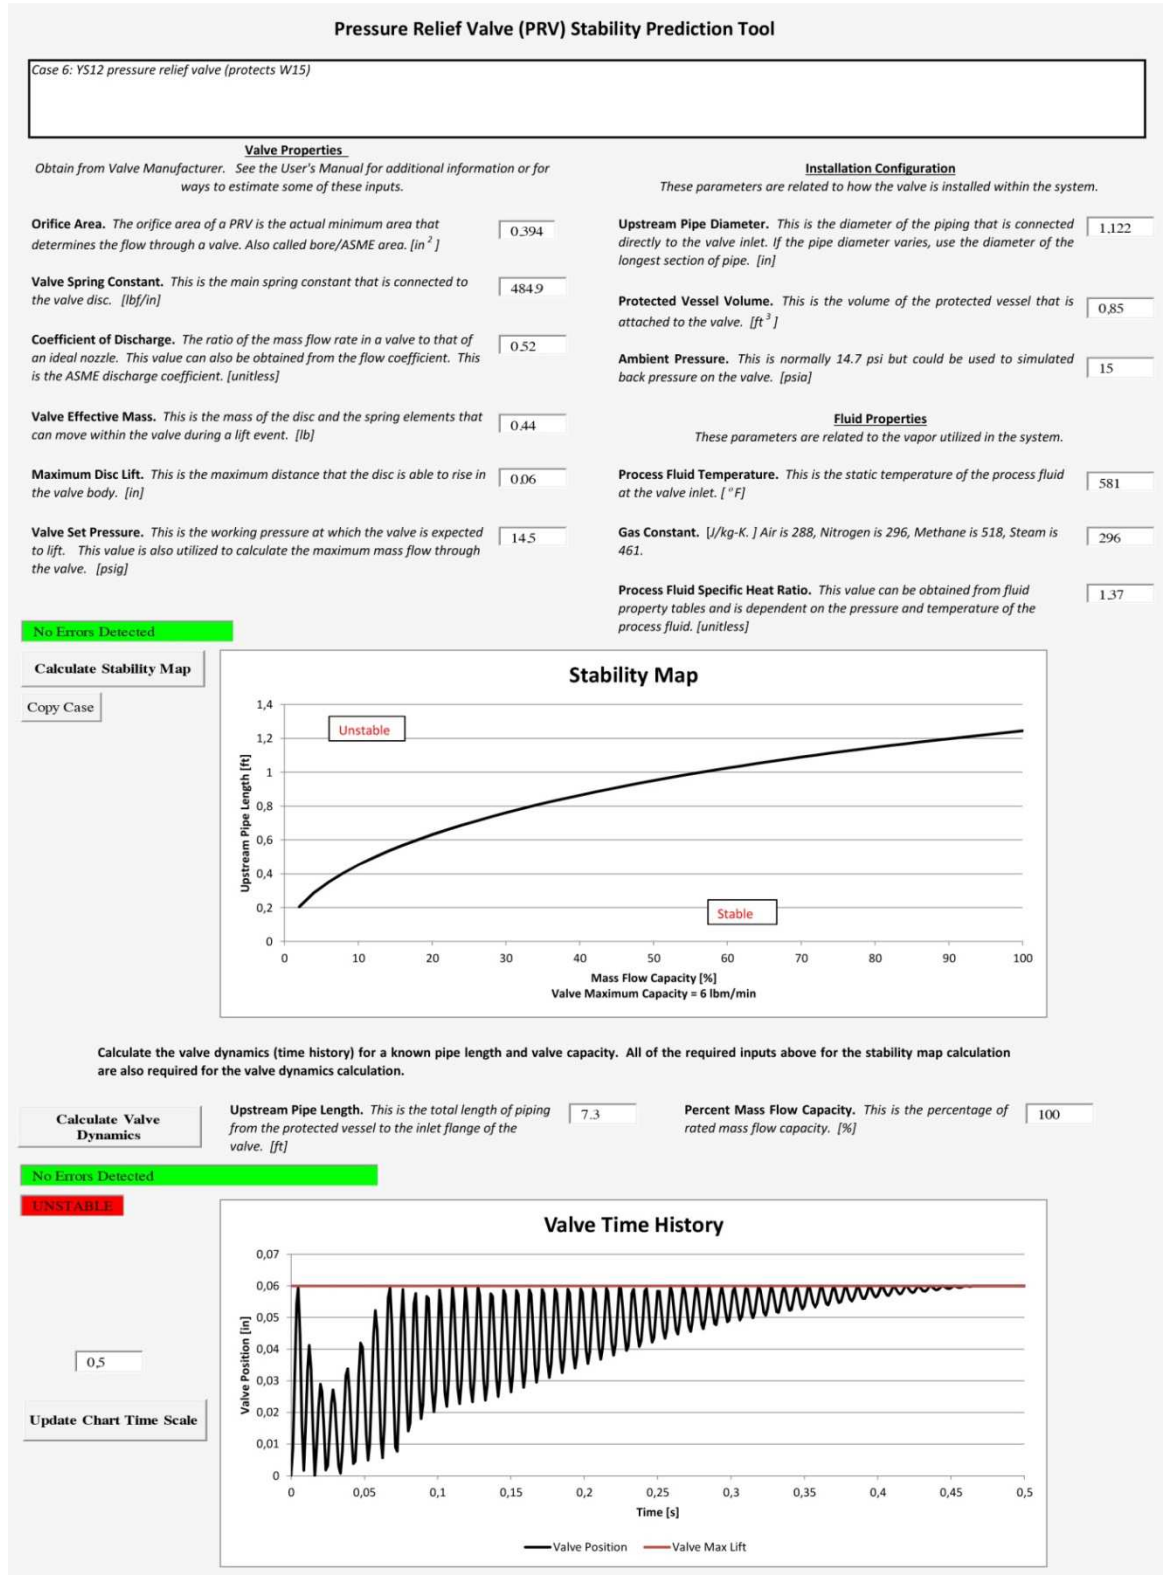 Pressure Relief Valve (PRV) Stability Prediction Tool
Case 6: YS12 pressure relief valve (protects W15)
Valve Properties
Obtain from Valve Manufacturer. See the User's Manual for additional information or for
ways to estimate some of these inputs.
Orifice Area. The orifice area of a PRV is the actual minimum area that
determines the flow through a valve. Also called bore/ASME area. [in²]
0.394
Valve Spring Constant. This is the main spring constant that is connected to
the valve disc. [lbf/in]
484.9
Coefficient of Discharge. The ratio of the mass flow rate in a valve to that of
an ideal nozzle. This value can also be obtained from the flow coefficient. This
is the ASME discharge coefficient. [unitless]
0.52
Valve Effective Mass. This is the mass of the disc and the spring elements that
can move within the valve during a lift event. [lb]
0.44
Maximum Disc Lift. This is the maximum distance that the disc is able to rise in
the valve body. [in]
0.06
Valve Set Pressure. This is the working pressure at which the valve is expected
to lift. This value is also utilized to calculate the maximum mass flow through
the valve. [psig]
14.5
Installation Configuration
These parameters are related to how the valve is installed within the system.
Upstream Pipe Diameter. This is the diameter of the piping that is connected
directly to the valve inlet. If the pipe diameter varies, use the diameter of the
longest section of pipe. [in]
1,122
Protected Vessel Volume. This is the volume of the protected vessel that is
attached to the valve. [ft³]
0,85
Ambient Pressure. This is normally 14.7 psi but could be used to simulated
back pressure on the valve. [psia]
15
Fluid Properties
These parameters are related to the vapor utilized in the system.
Process Fluid Temperature. This is the static temperature of the process fluid
at the valve inlet. [°F]
581
Gas Constant. [J/kg-K.] Air is 288, Nitrogen is 296, Methane is 518, Steam is
461.
296
Process Fluid Specific Heat Ratio. This value can be obtained from fluid
property tables and is dependent on the pressure and temperature of the
process fluid. [unitless]
1.37
No Errors Detected
Calculate Stability Map
Copy Case
Stability Map
Upstream Pipe Length [ft]
1,4
1,2
1
0,8
0,6
0,4
0,2
0
Unstable
Stable
0 10 20 30 40 50 60 70 80 90 100
Mass Flow Capacity [%]
Valve Maximum Capacity = 6 lbm/min
Calculate the valve dynamics (time history) for a known pipe length and valve capacity. All of the required inputs above for the stability map calculation
are also required for the valve dynamics calculation.
Calculate Valve
Dynamics
Upstream Pipe Length. This is the total length of piping
from the protected vessel to the inlet flange of the
valve. [ft]
7.3
Percent Mass Flow Capacity. This is the percentage of
rated mass flow capacity. [%]
100
No Errors Detected
UNSTABLE
0,5
Update Chart Time Scale
Valve Time History
Valve Position [in]
0,07
0,06
0,05
0,04
0,03
0,02
0,01
0
0 0,05 0,1 0,15 0,2 0,25 0,3 0,35 0,4 0,45 0,5
Time [s]
Valve Position Valve Max Lift